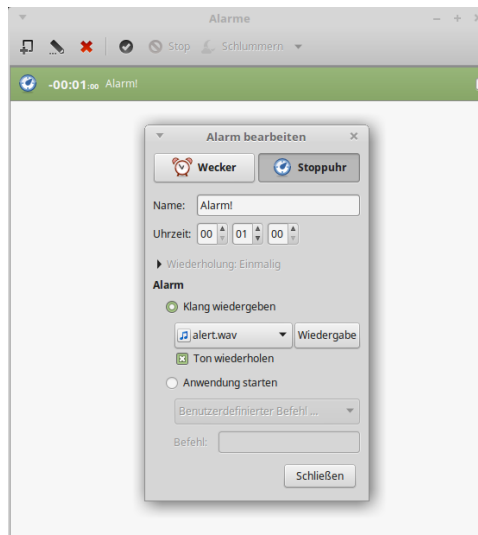 Alarme
Stop Schlummern
-00:01:00 Alarm!
Alarm bearbeiten
Wecker Stoppuhr
Name: Alarm!
Uhrzeit: 00 01 00
Wiederholung: Einmalig
Alarm
Klang wiedergeben
alert.wav Wiedergabe
Ton wiederholen
Anwendung starten
Benutzerdefinierter Befehl ...
Befehl:
Schließen